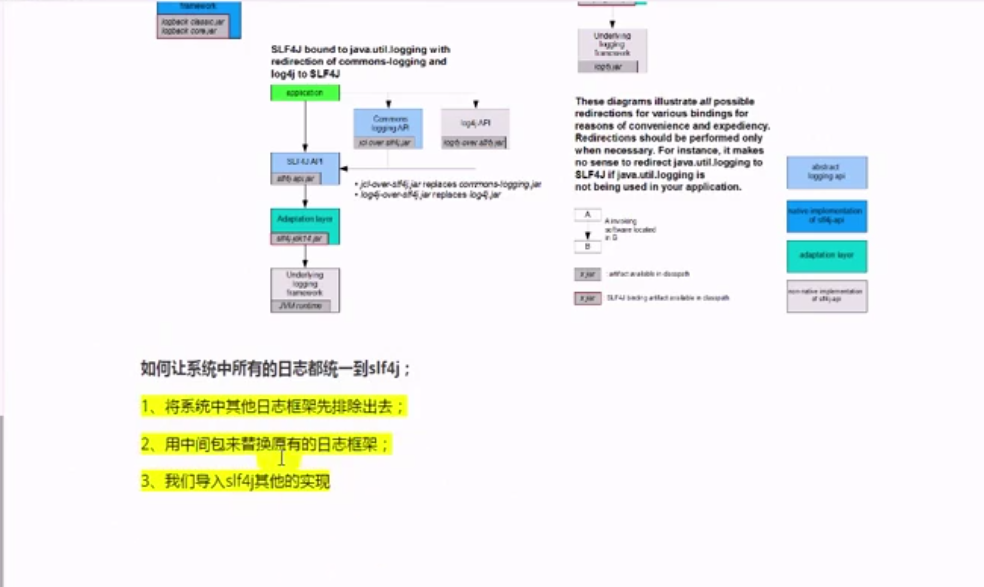 framework
logback classic.jar
logback core.jar
Underlying
logging
framework
log4j.jar
SLF4J bound to java.util.logging with
redirection of commons-logging and
log4j to SLF4J
application
Commons
logging API
jcl-over-slf4j.jar
log4j API
log4j-over-slf4j.jar
SLF4J API
slf4j-api.jar
• jcl-over-slf4j.jar replaces commons-logging.jar
• log4j-over-slf4j.jar replaces log4j.jar
Adaptation layer
slf4j-jdk14.jar
Underlying
logging
framework
JVM runtime
These diagrams illustrate all possible
redirections for various bindings for
reasons of convenience and expediency.
Redirections should be performed only
when necessary. For instance, it makes
no sense to redirect java.util.logging to
SLF4J if java.util.logging is
not being used in your application.
A
B
A invoking
software located
in B
x.jar
artifact available in classpath
x.jar
SLF4J binding artifact available in classpath
abstract
logging api
native implementation
of slf4j-api
adaptation layer
non-native implementation
of slf4j-api
如何让系统中所有的日志都统一到slf4j；
1、将系统中其他日志框架先排除出去；
2、用中间包来替换原有的日志框架；
3、我们导入slf4j其他的实现